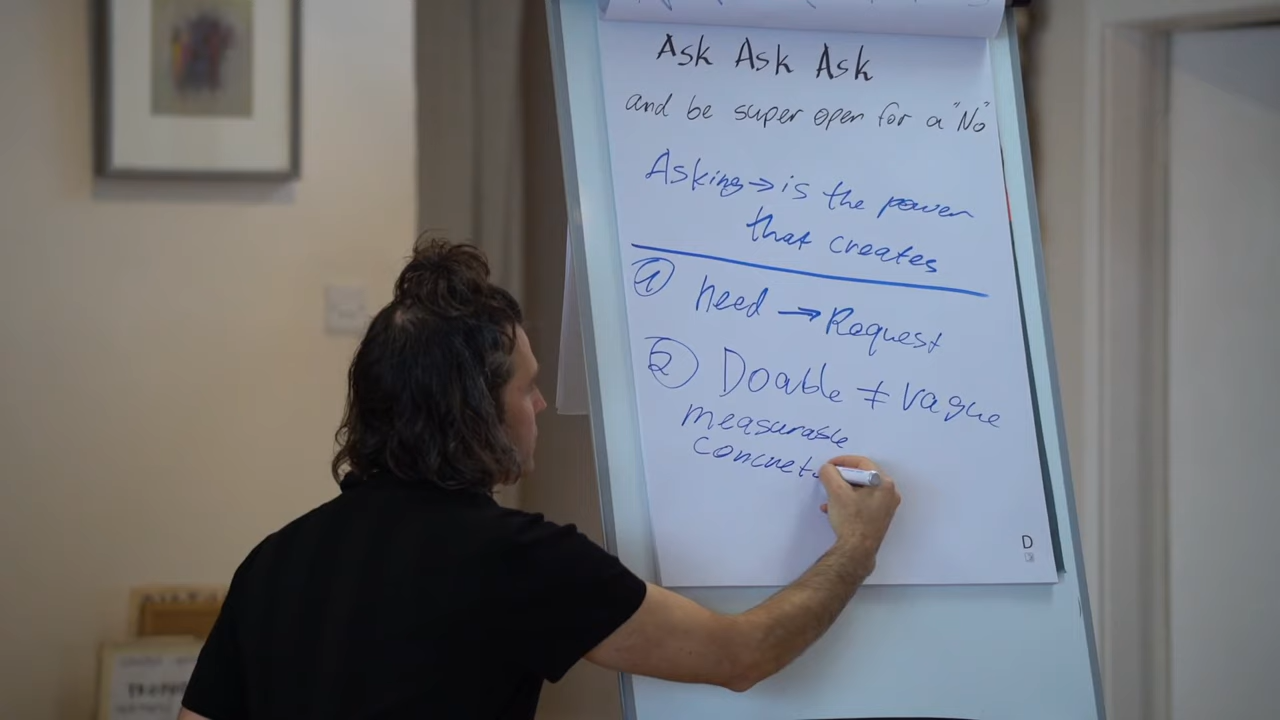 Ask Ask Ask
and be super open for a "No"
Asking → is the power
that creates
① need → Request
② Doable ≠ vague
measurable
concrete
D